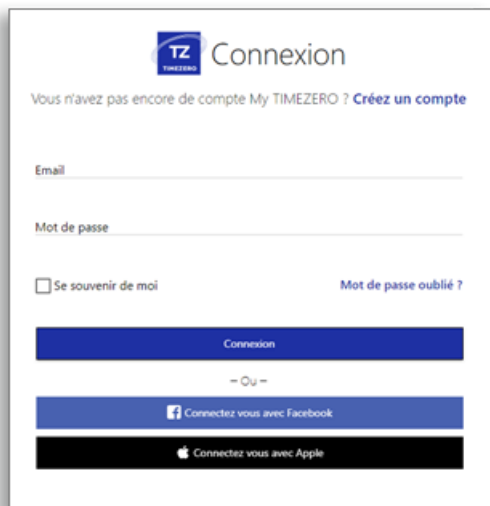 TZ
TIMEZERO
Connexion
Vous n'avez pas encore de compte My TIMEZERO ? Créez un compte
Email
Mot de passe
Se souvenir de moi
Mot de passe oublié ?
Connexion
– Ou –
Connectez vous avec Facebook
Connectez vous avec Apple